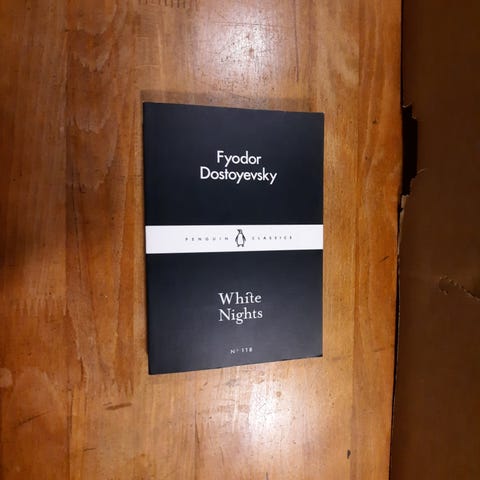 Fyodor
Dostoyevsky
PENGUIN CLASSICS
White
Nights
Nº 118